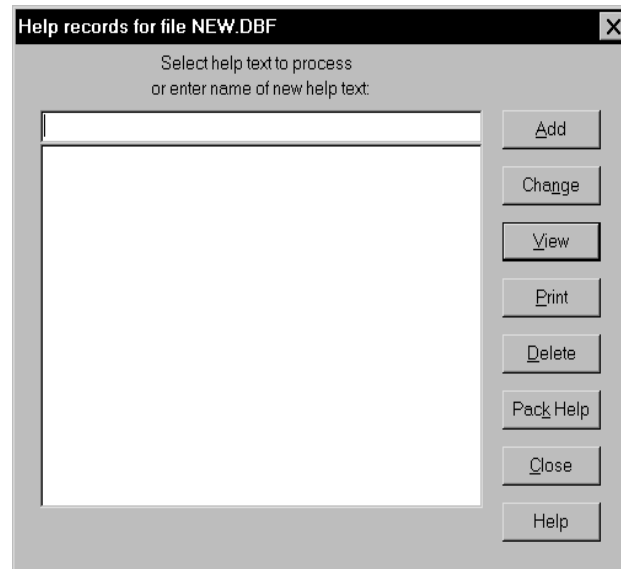 Help records for file NEW.DBF
Select help text to process
or enter name of new help text:
Add
Change
View
Print
Delete
Pack Help
Close
Help